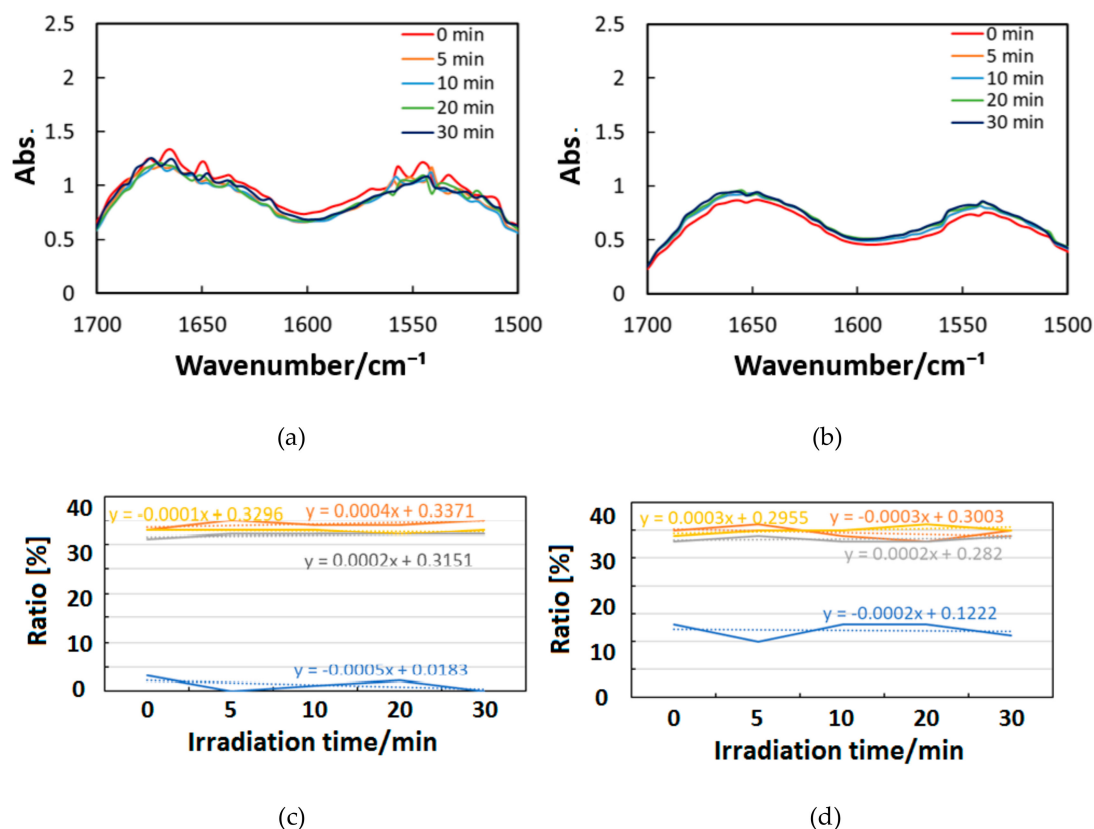 2.5
2
1.5
1
0.5
0
Abs.
0 min
5 min
10 min
20 min
30 min
1700 1650 1600 1550 1500
Wavenumber/cm⁻¹
(a)
2.5
2
1.5
1
0.5
0
Abs.
0 min
5 min
10 min
20 min
30 min
1700 1650 1600 1550 1500
Wavenumber/cm⁻¹
(b)
40
30
20
10
0
Ratio [%]
y = -0.0001x + 0.3296
y = 0.0004x + 0.3371
y = 0.0002x + 0.3151
y = -0.0005x + 0.0183
0 5 10 20 30
Irradiation time/min
(c)
40
30
20
10
0
Ratio [%]
y = 0.0003x + 0.2955
y = -0.0003x + 0.3003
y = 0.0002x + 0.282
y = -0.0002x + 0.1222
0 5 10 20 30
Irradiation time/min
(d)